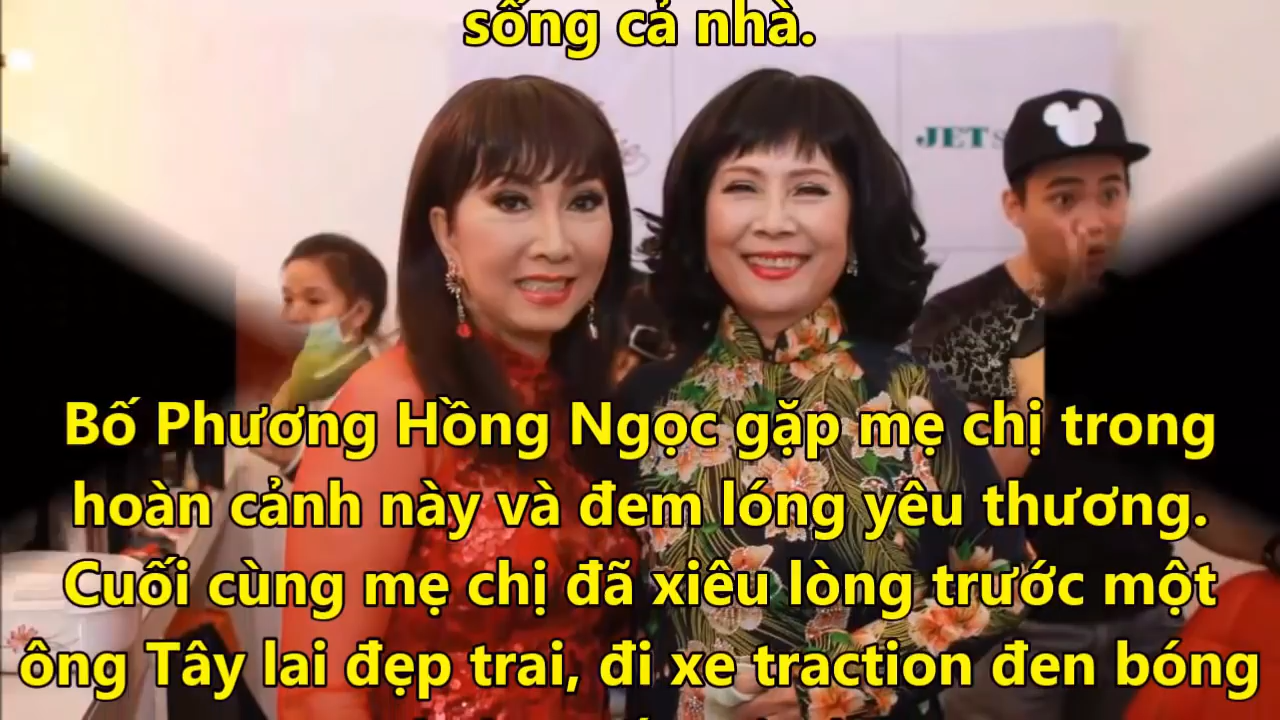 sống cả nhà.
JET
Bố Phương Hồng Ngọc gặp mẹ chị trong
hoàn cảnh này và đem lóng yêu thương.
Cuối cùng mẹ chị đã xiêu lòng trước một
ông Tây lai đẹp trai, đi xe traction đen bóng